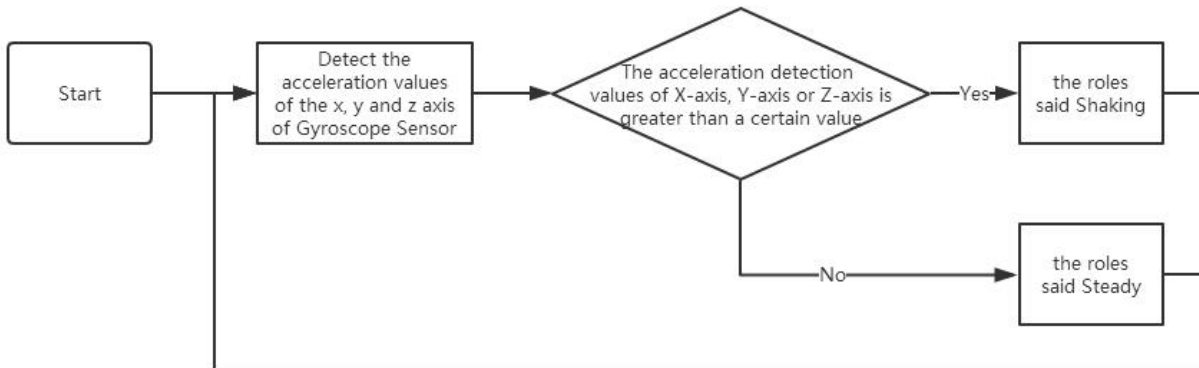 Start
Detect the
acceleration values
of the x, y and z axis
of Gyroscope Sensor
The acceleration detection
values of X-axis, Y-axis or Z-axis is
greater than a certain value
Yes
the roles
said Shaking
No
the roles
said Steady